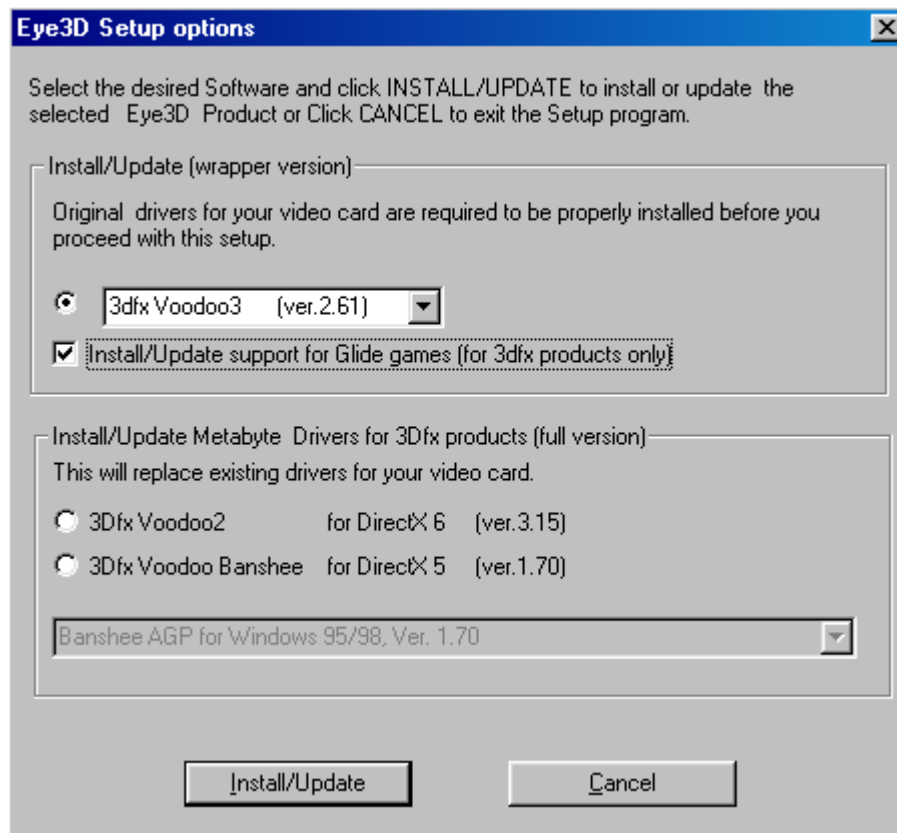 Eye3D Setup options
Select the desired Software and click INSTALL/UPDATE to install or update the
selected Eye3D Product or Click CANCEL to exit the Setup program.
Install/Update (wrapper version)
Original drivers for your video card are required to be properly installed before you
proceed with this setup.
3dfx Voodoo3 (ver.2.61)
Install/Update support for Glide games (for 3dfx products only)
Install/Update Metabyte Drivers for 3Dfx products (full version)
This will replace existing drivers for your video card.
3Dfx Voodoo2 for DirectX 6 (ver.3.15)
3Dfx Voodoo Banshee for DirectX 5 (ver.1.70)
Banshee AGP for Windows 95/98, Ver. 1.70
Install/Update Cancel